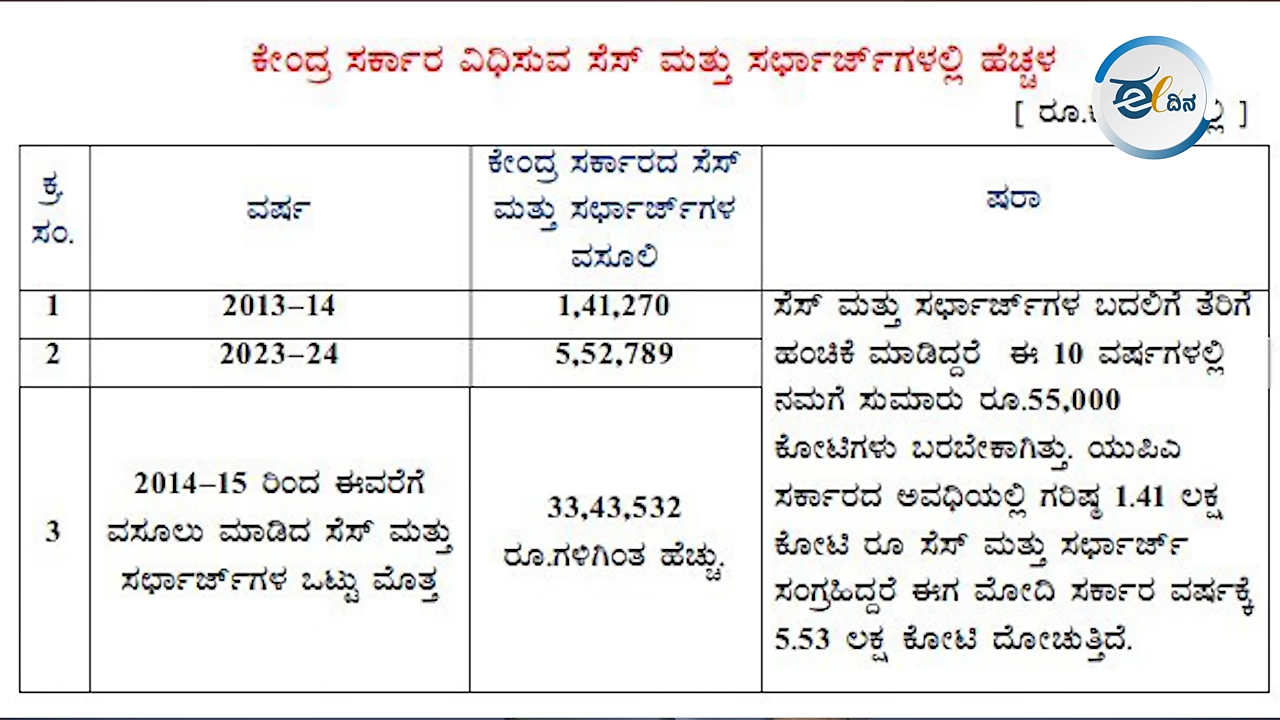 ಕೇಂದ್ರ ಸರ್ಕಾರ ವಿಧಿಸುವ ಸೆಸ್ ಮತ್ತು ಸರ್ಛಾರ್ಜ್‌ಗಳಲ್ಲಿ ಹೆಚ್ಚಳ
eದಿನ
[ ರೂ. ]
ಕ್ರ.
ಸಂ.
ವರ್ಷ
ಕೇಂದ್ರ ಸರ್ಕಾರದ ಸೆಸ್
ಮತ್ತು ಸರ್ಛಾರ್ಜ್‌ಗಳ
ವಸೂಲಿ
ಷರಾ
1
2013–14
1,41,270
2
2023–24
5,52,789
3
2014–15 ರಿಂದ ಈವರೆಗೆ
ವಸೂಲು ಮಾಡಿದ ಸೆಸ್ ಮತ್ತು
ಸರ್ಛಾರ್ಜ್‌ಗಳ ಒಟ್ಟು ಮೊತ್ತ
33,43,532
ರೂ.ಗಳಿಗಿಂತ ಹೆಚ್ಚು.
ಸೆಸ್ ಮತ್ತು ಸರ್ಛಾರ್ಜ್‌ಗಳ ಬದಲಿಗೆ ತೆರಿಗೆ
ಹಂಚಿಕೆ ಮಾಡಿದ್ದರೆ ಈ 10 ವರ್ಷಗಳಲ್ಲಿ
ನಮಗೆ ಸುಮಾರು ರೂ.55,000
ಕೋಟಿಗಳು ಬರಬೇಕಾಗಿತ್ತು. ಯುಪಿಎ
ಸರ್ಕಾರದ ಅವಧಿಯಲ್ಲಿ ಗರಿಷ್ಠ 1.41 ಲಕ್ಷ
ಕೋಟಿ ರೂ ಸೆಸ್ ಮತ್ತು ಸರ್ಛಾರ್ಜ್
ಸಂಗ್ರಹಿದ್ದರೆ ಈಗ ಮೋದಿ ಸರ್ಕಾರ ವರ್ಷಕ್ಕೆ
5.53 ಲಕ್ಷ ಕೋಟಿ ದೋಚುತ್ತಿದೆ.